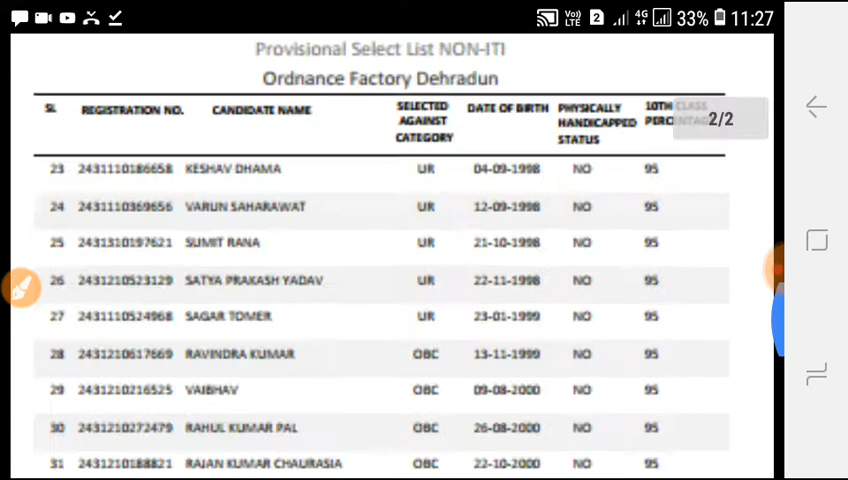 Vo)) LTE 2 4G 33% 11:27
Provisional Select List NON-ITI
Ordnance Factory Dehradun
SL REGISTRATION NO. CANDIDATE NAME SELECTED AGAINST CATEGORY DATE OF BIRTH PHYSICALLY HANDICAPPED STATUS 10TH CLASS PERCENTAGE
2/2
23 2431110186658 KESHAV DHAMA UR 04-09-1998 NO 95
24 2431110369656 VARUN SAHARAWAT UR 12-09-1998 NO 95
25 2431310197621 SUMIT RANA UR 21-10-1998 NO 95
26 2431210523129 SATYA PRAKASH YADAV UR 22-11-1998 NO 95
27 2431110524968 SAGAR TOMER UR 23-01-1999 NO 95
28 2431210617669 RAVINDRA KUMAR OBC 13-11-1999 NO 95
29 2431210216525 VAIBHAV OBC 09-08-2000 NO 95
30 2431210272479 RAHUL KUMAR PAL OBC 26-08-2000 NO 95
31 2431210188821 RAJAN KUMAR CHAURASIA OBC 22-10-2000 NO 95